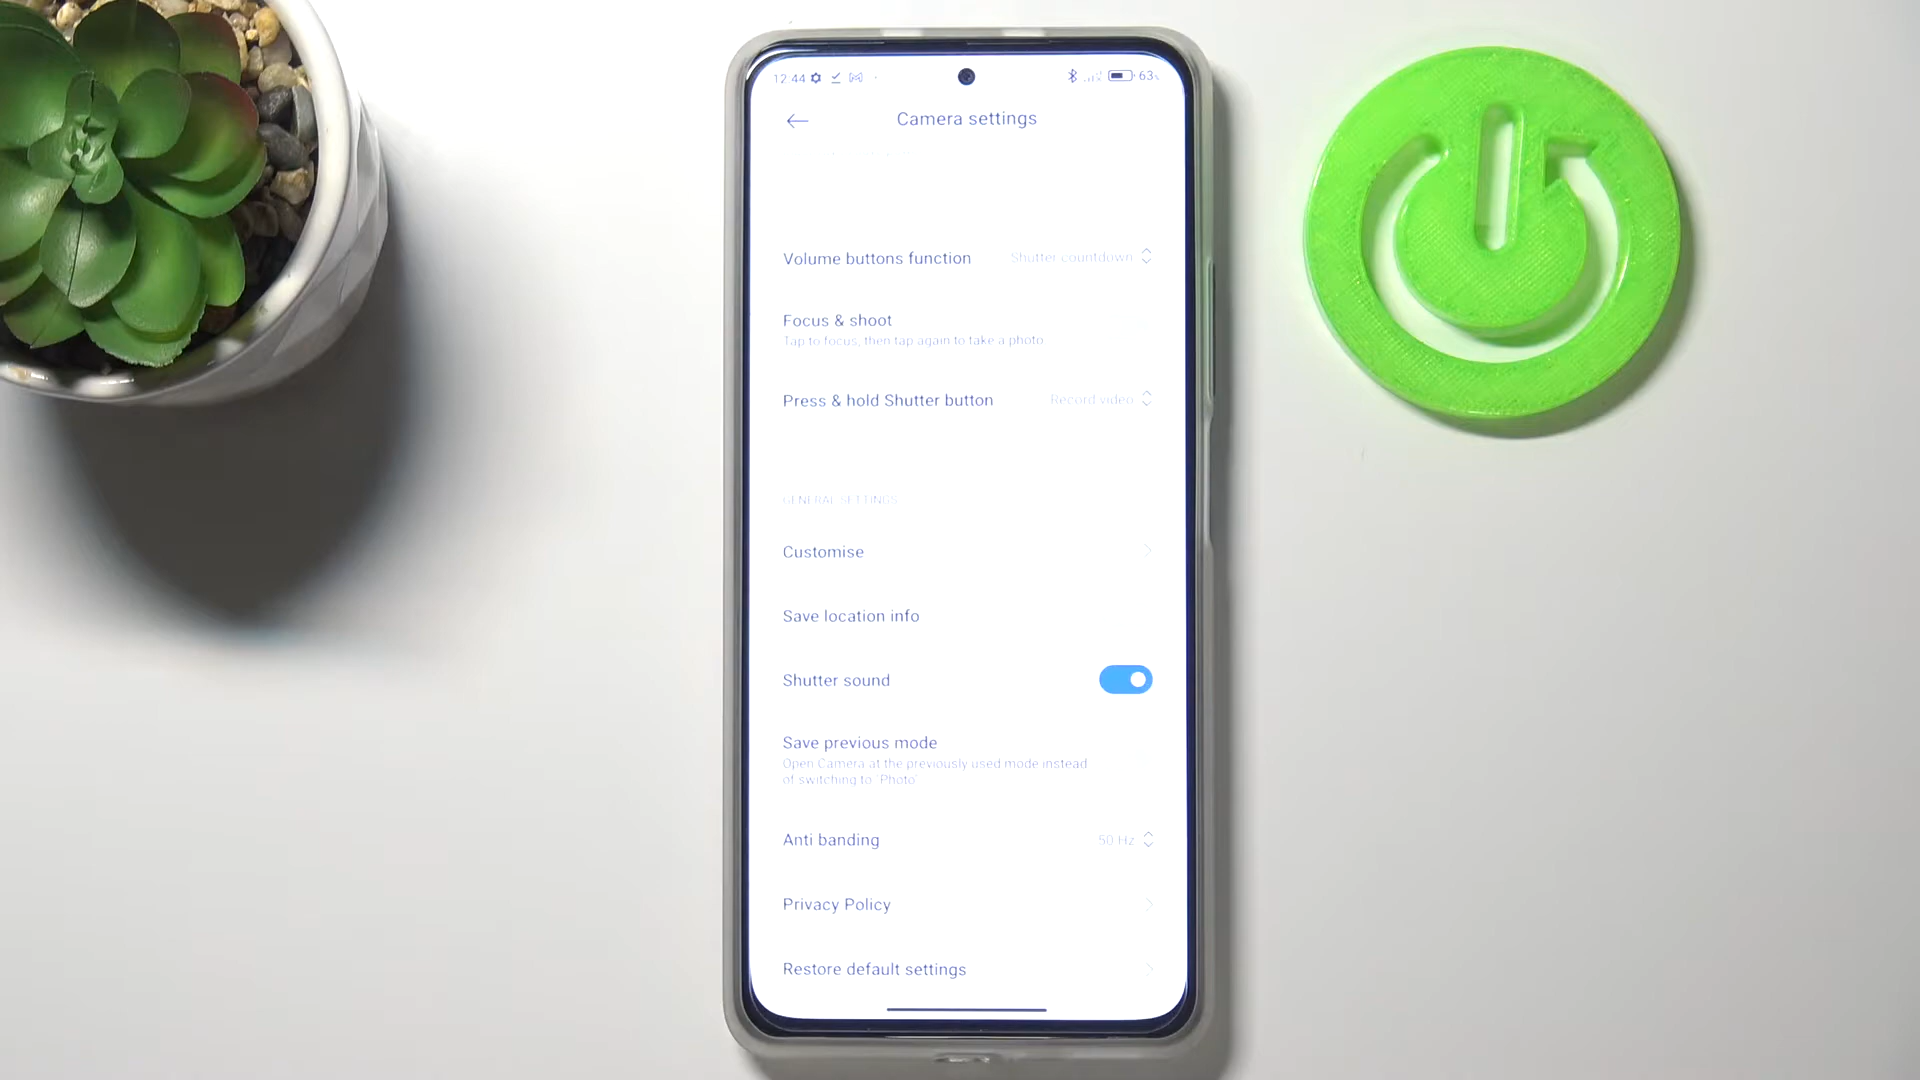 12 44 63
Camera settings
Volume buttons function Shutter countdown
Focus & shoot
Tap to focus, then tap again to take a photo
Press & hold Shutter button Record video
GENERAL SETTINGS
Customise
Save location info
Shutter sound
Save previous mode
Open Camera at the previously used mode instead
of switching to 'Photo'
Anti banding 50 Hz
Privacy Policy
Restore default settings